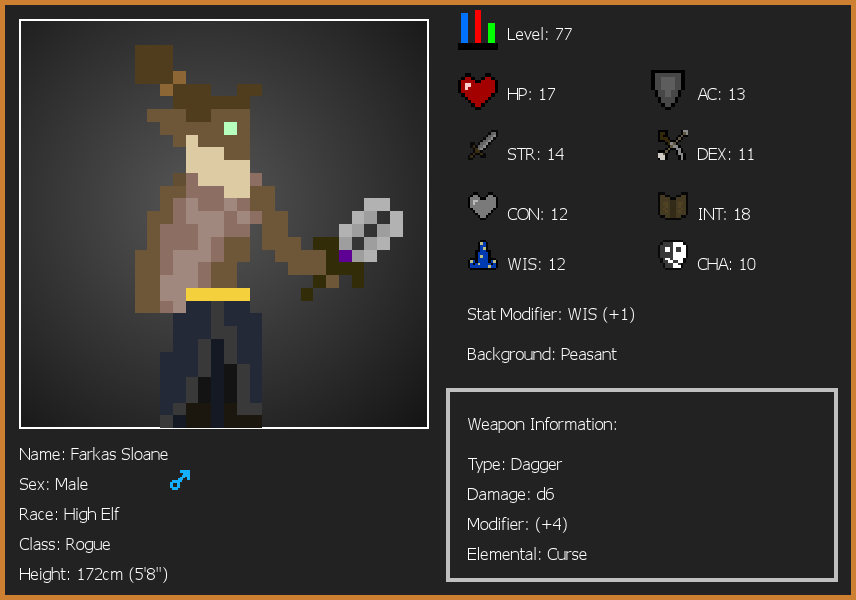 Level: 77
HP: 17
AC: 13
STR: 14
DEX: 11
CON: 12
INT: 18
WIS: 12
CHA: 10
Stat Modifier: WIS (+1)
Background: Peasant
Weapon Information:
Type: Dagger
Damage: d6
Modifier: (+4)
Elemental: Curse
Name: Farkas Sloane
Sex: Male
Race: High Elf
Class: Rogue
Height: 172cm (5'8")